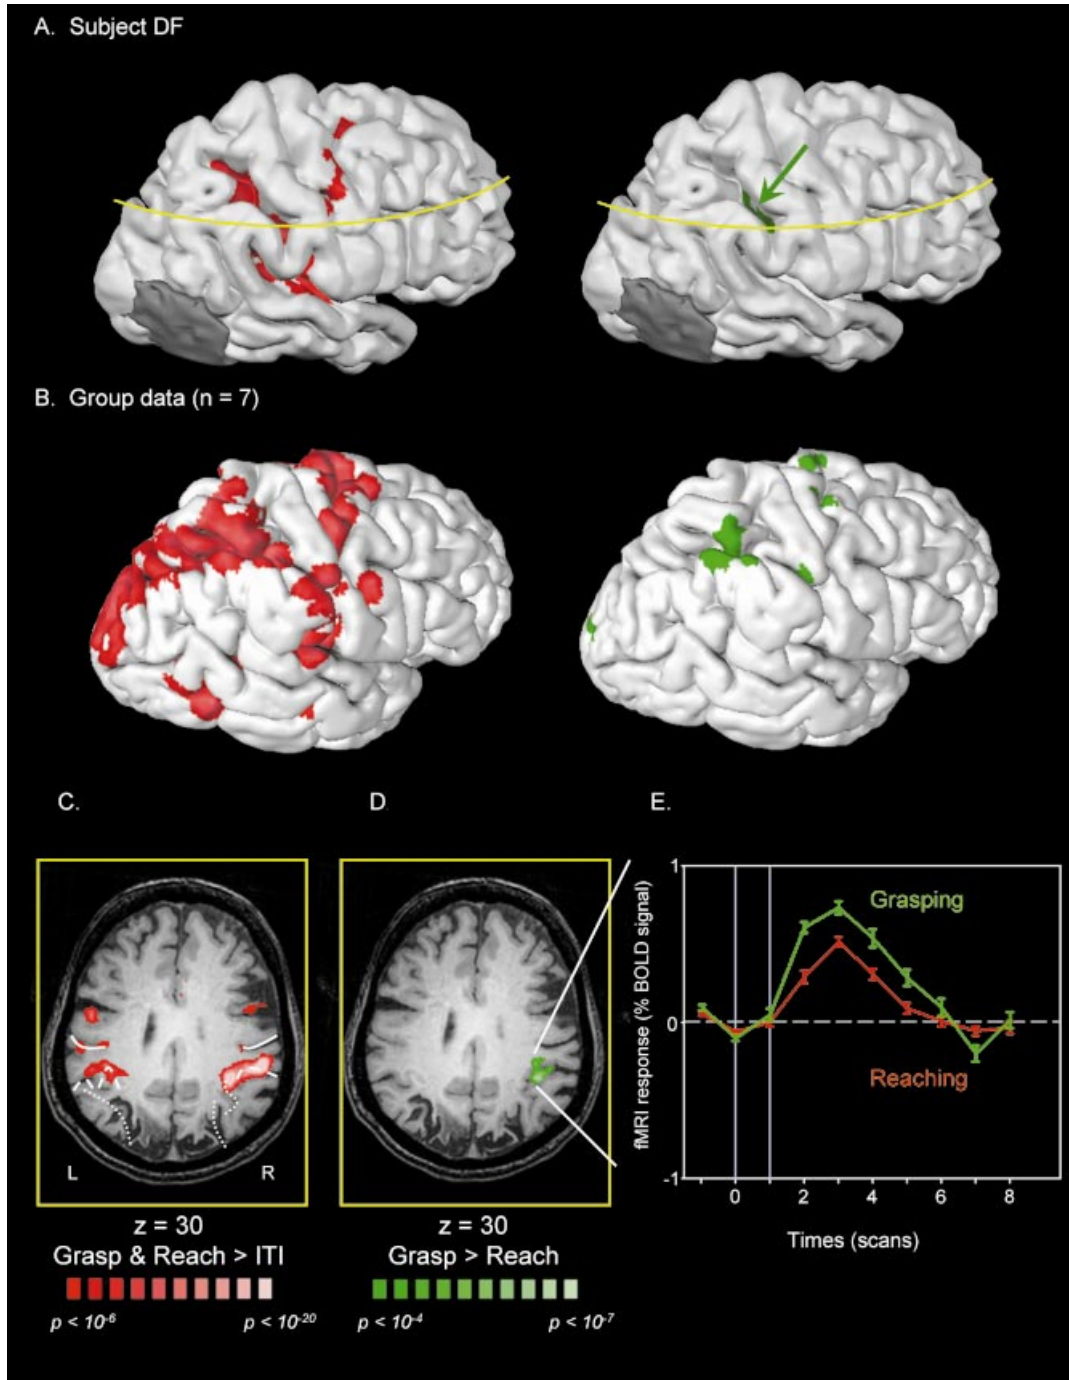 A. Subject DF
B. Group data (n = 7)
C.
D
E.
L
R
z = 30
Grasp & Reach > ITI
p < 10-6
p < 10-20
z = 30
Grasp > Reach
p < 10-4
p < 10-7
fMRI response (% BOLD signal)
1
0
-1
Grasping
Reaching
0
2
4
6
8
Times (scans)